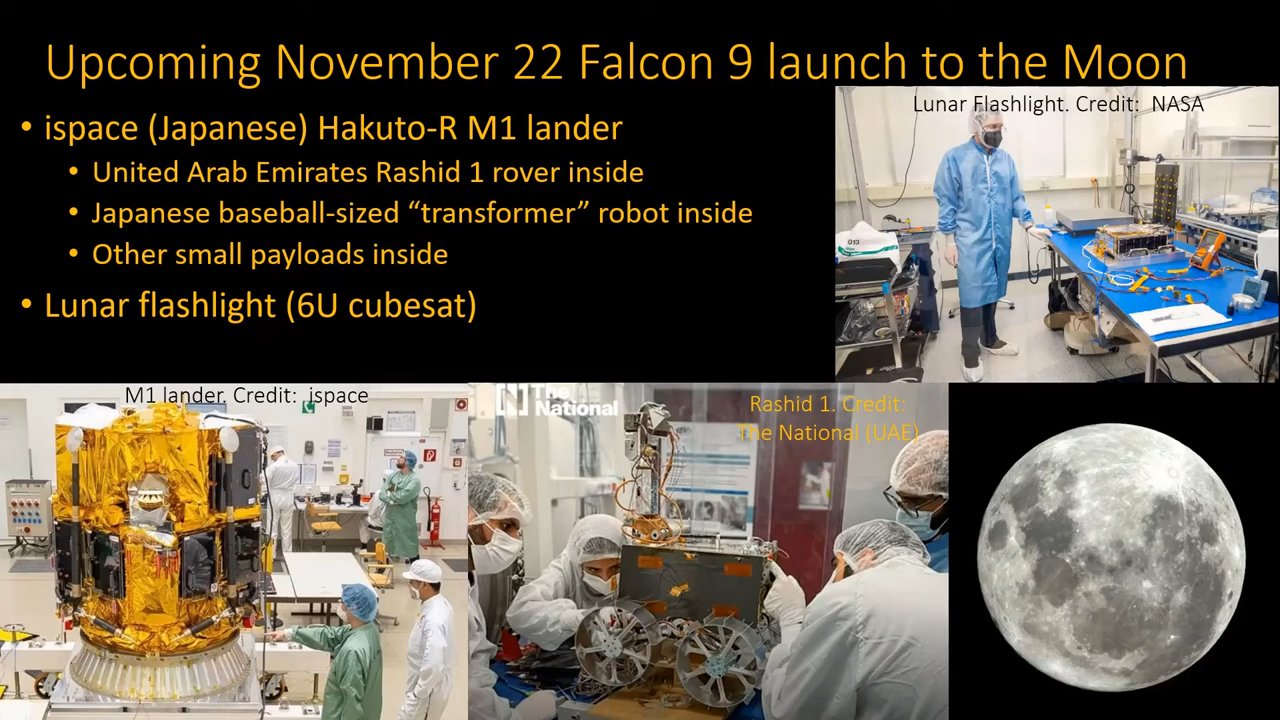 Upcoming November 22 Falcon 9 launch to the Moon
• ispace (Japanese) Hakuto-R M1 lander
• United Arab Emirates Rashid 1 rover inside
• Japanese baseball-sized “transformer” robot inside
• Other small payloads inside
• Lunar flashlight (6U cubesat)
Lunar Flashlight. Credit: NASA
013
M1 lander. Credit: ispace
The
National
Rashid 1. Credit:
The National (UAE)